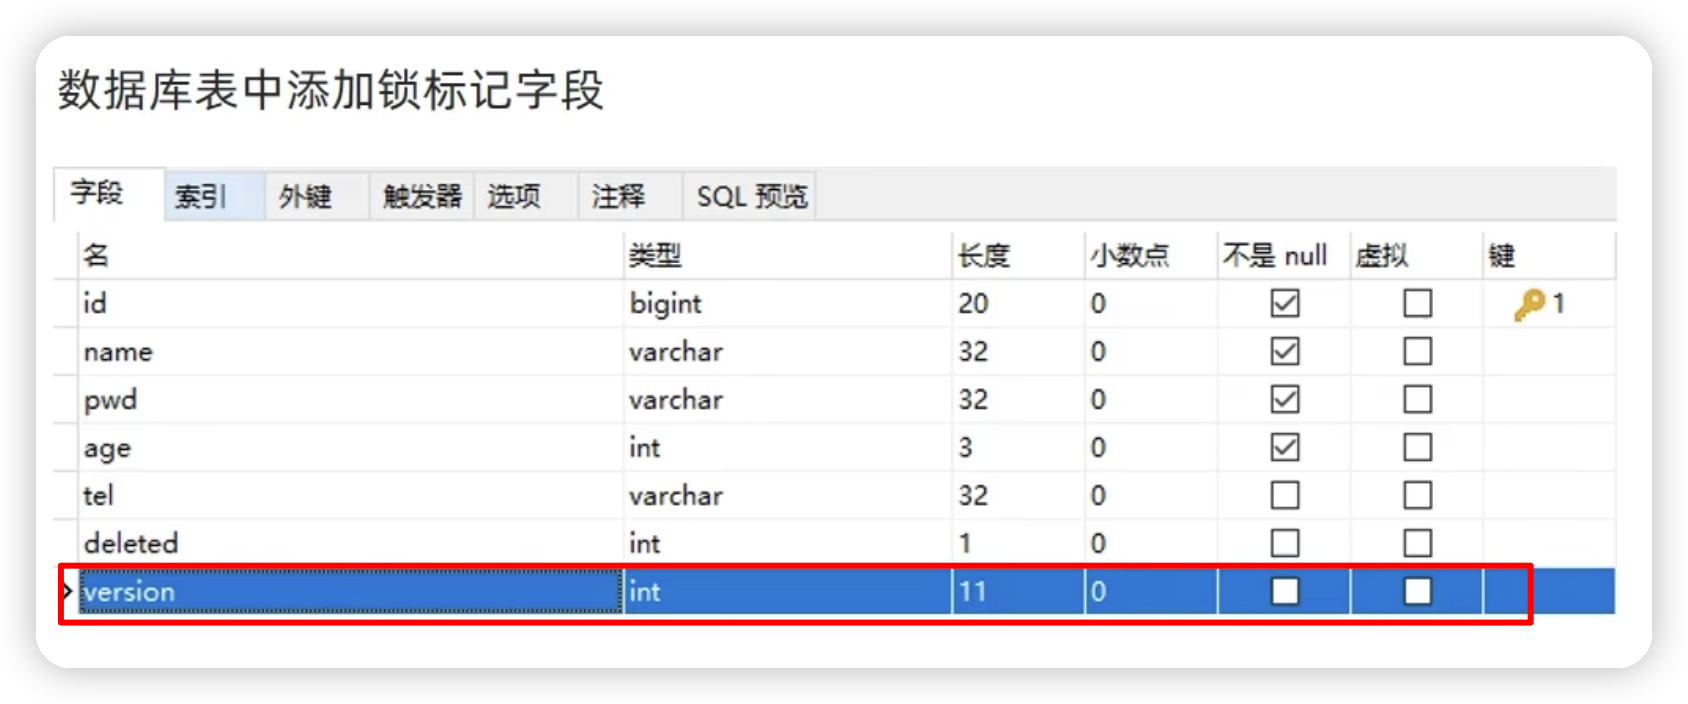 数据库表中添加锁标记字段
字段 索引 外键 触发器 选项 注释 SQL 预览
名 类型 长度 小数点 不是 null 虚拟 键
id bigint 20 0 1
name varchar 32 0
pwd varchar 32 0
age int 3 0
tel varchar 32 0
deleted int 1 0
version int 11 0